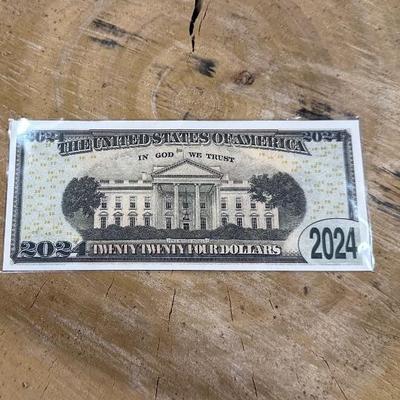 2024 2024
THE UNITED STATES OF AMERICA
IN GOD WE TRUST
2024 TWENTY TWENTY FOUR DOLLARS
2024